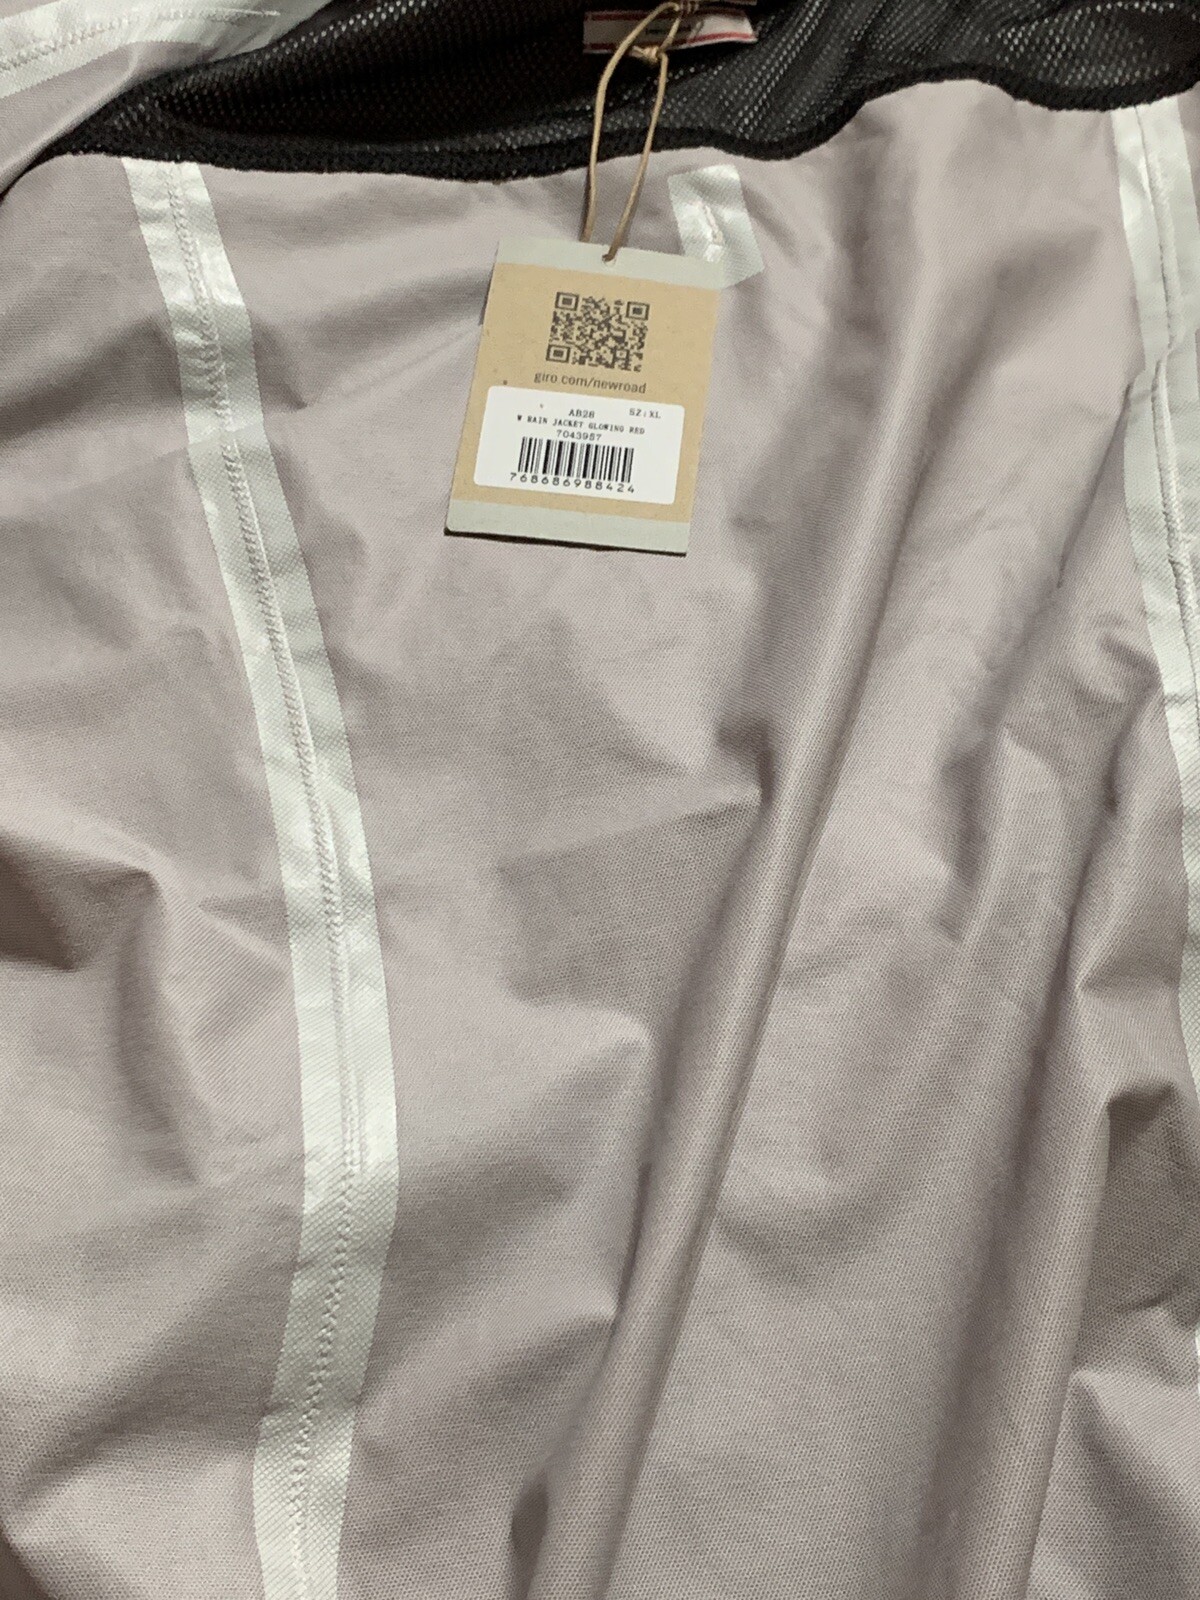 giro.com/newroad
AB28 SZ:XL
W RAIN JACKET GLOWING RED
7043957
768686988424